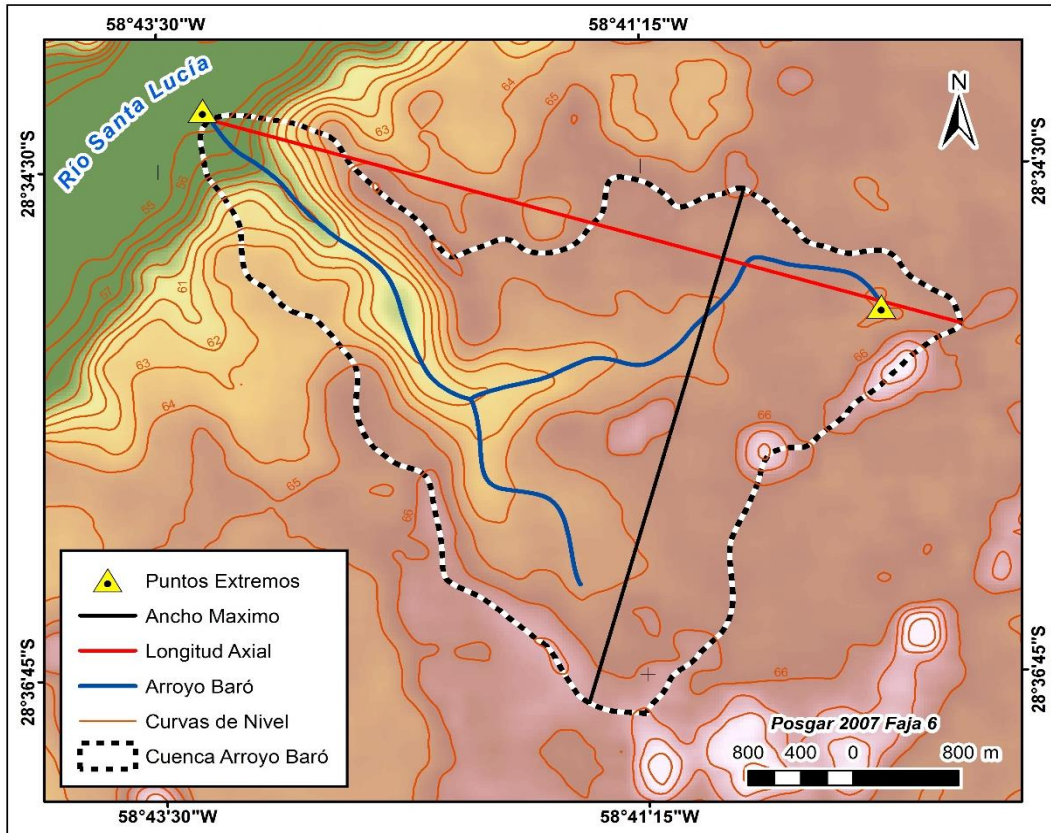 58°43'30"W
58°41'15"W
Río Santa Lucía
N
28°34'30"S
28°34'30"S
64
65
63
56
55
57
61
62
63
64
65
66
66
66
66
28°36'45"S
28°36'45"S
Puntos Extremos
Ancho Maximo
Longitud Axial
Arroyo Baró
Curvas de Nivel
Cuenca Arroyo Baró
Posgar 2007 Faja 6
800 400 0 800 m
58°43'30"W
58°41'15"W